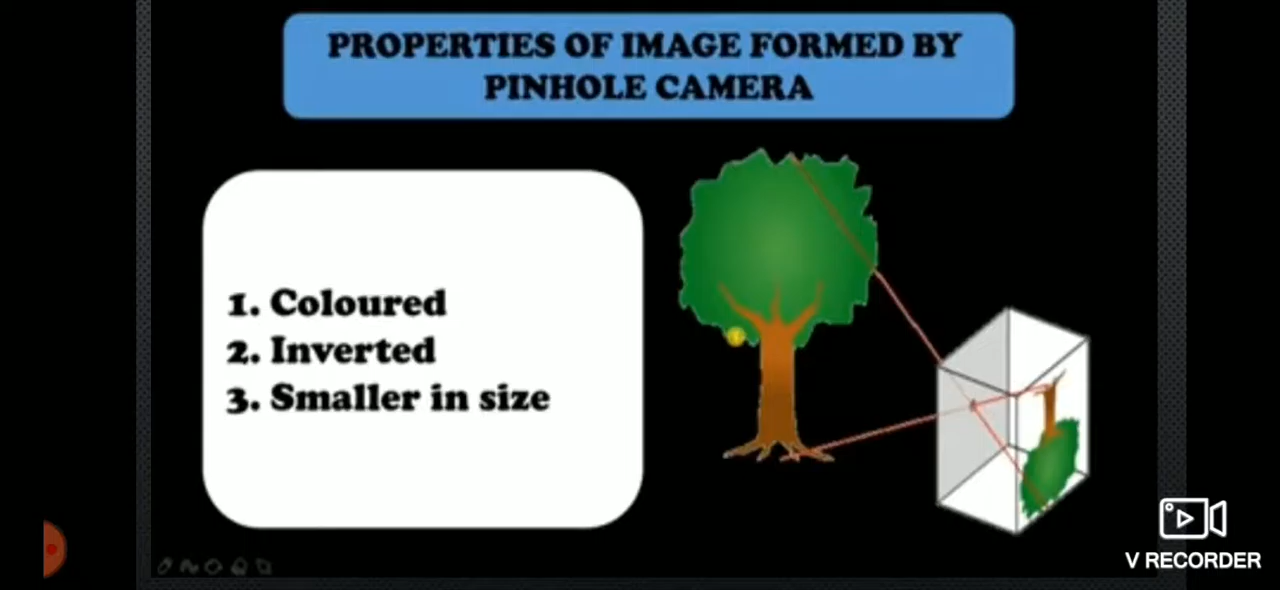 PROPERTIES OF IMAGE FORMED BY
PINHOLE CAMERA
1. Coloured
2. Inverted
3. Smaller in size
V RECORDER